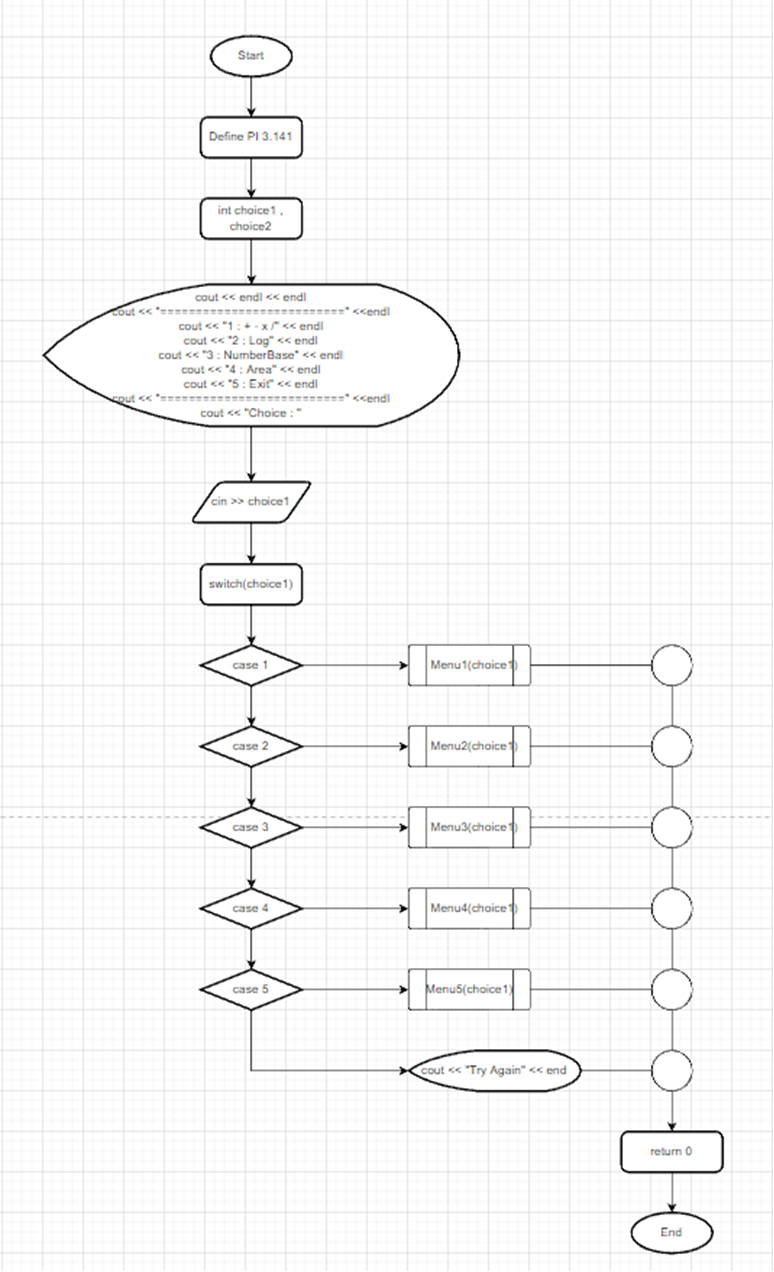 Start
Define PI 3.141
int choice1 ,
choice2
cout << endl << endl
cout << "==========================" <<endl
cout << "1 : + - x /" << endl
cout << "2 : Log" << endl
cout << "3 : NumberBase" << endl
cout << "4 : Area" << endl
cout << "5 : Exit" << endl
cout << "==========================" <<endl
cout << "Choice : "
cin >> choice1
switch(choice1)
case 1
Menu1(choice1)
case 2
Menu2(choice1)
case 3
Menu3(choice1)
case 4
Menu4(choice1)
case 5
Menu5(choice1)
cout << "Try Again" << end
return 0
End